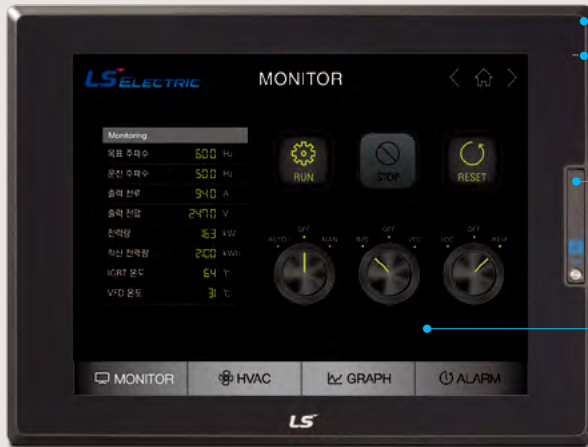 LS ELECTRIC
MONITOR
Monitoring
목표 주파수 60.0 Hz
운전 주파수 50.0 Hz
출력 전류 94.0 A
출력 전압 247.0 V
전력량 16.3 kW
적산 전력량 kWh
IGBT 온도 64 ℃
VFD 온도 31 ℃
RUN
STOP
RESET
AUTO OFF MAN
OFF
LOC OFF REM
MONITOR
HVAC
GRAPH
ALARM
LS